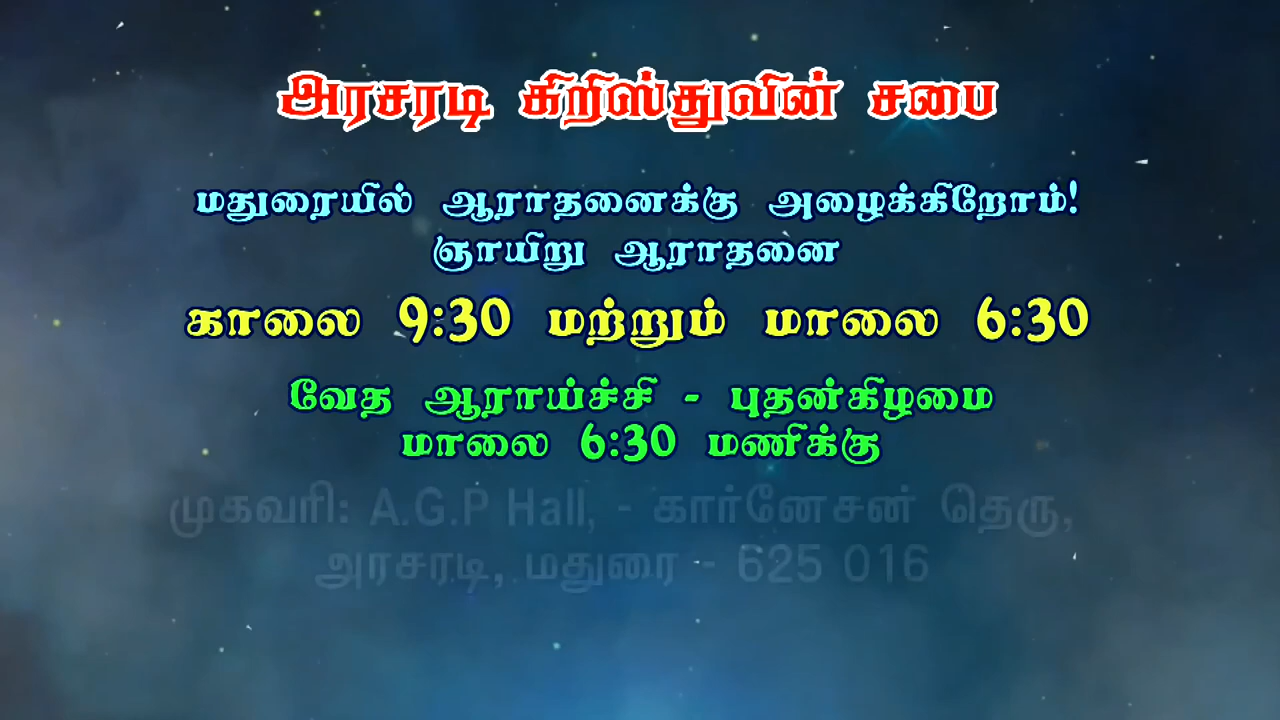 அரசரடி கிறிஸ்துவின் சபை
மதுரையில் ஆராதனைக்கு அழைக்கிறோம்!
ஞாயிறு ஆராதனை
காலை 9:30 மற்றும் மாலை 6:30
வேத ஆராய்ச்சி - புதன்கிழமை
மாலை 6:30 மணிக்கு
முகவரி: A.G.P Hall, - கார்னேசன் தெரு,
அரசரடி, மதுரை - 625 016